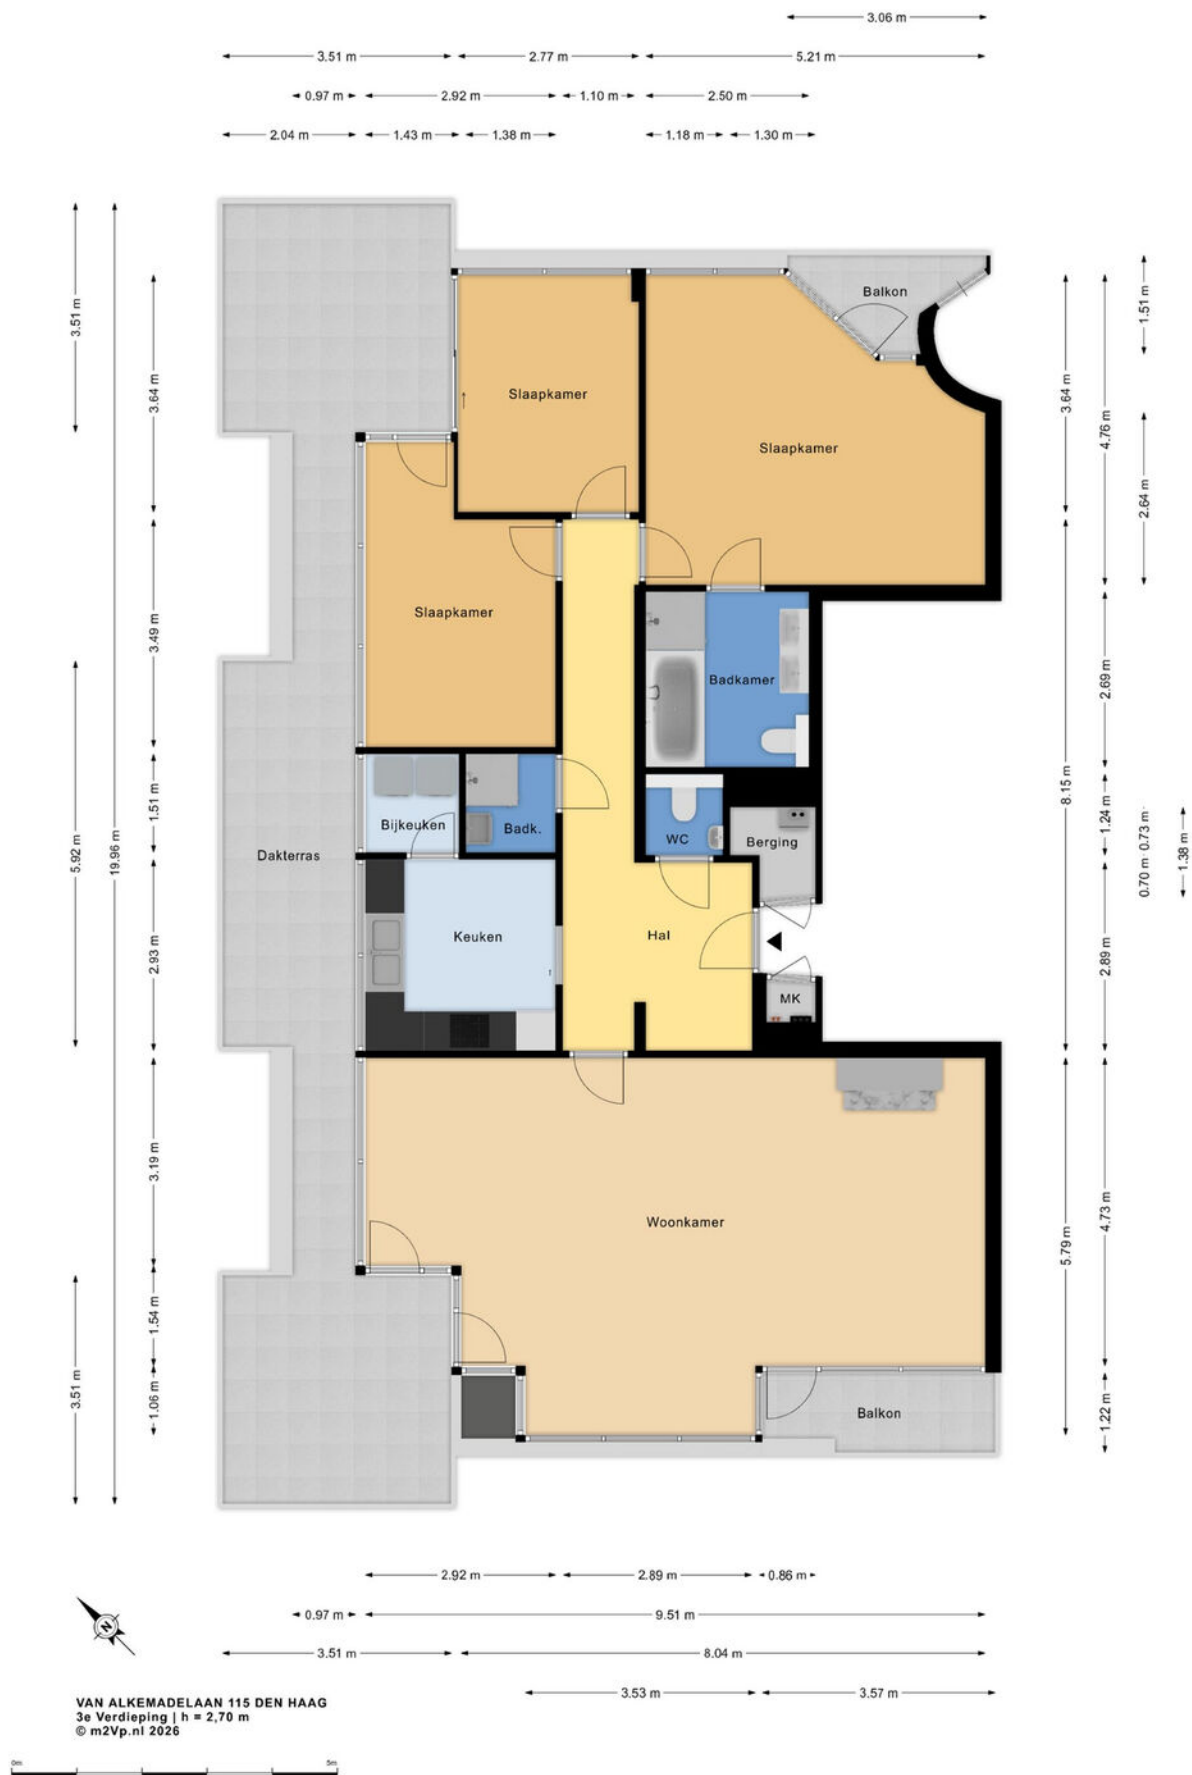 3.06 m
3.51 m
2.77 m
5.21 m
0.97 m
2.92 m
1.10 m
2.50 m
2.04 m
1.43 m
1.38 m
1.18 m
1.30 m
3.51 m
19.96 m
5.92 m
3.51 m
3.64 m
3.49 m
1.51 m
2.93 m
3.19 m
1.54 m
1.06 m
Balkon
Slaapkamer
Slaapkamer
Slaapkamer
Badkamer
Bijkeuken
Badk.
WC
Berging
Dakterras
Keuken
Hal
MK
Woonkamer
Balkon
3.64 m
8.15 m
5.79 m
4.76 m
2.69 m
1.24 m
2.89 m
4.73 m
1.22 m
1.51 m
2.64 m
0.70 m
0.73 m
1.38 m
2.92 m
2.89 m
0.86 m
0.97 m
9.51 m
3.51 m
8.04 m
3.53 m
3.57 m
N
VAN ALKEMADELAAN 115 DEN HAAG
3e Verdieping | h = 2,70 m
© m2Vp.nl 2026
0m
5m